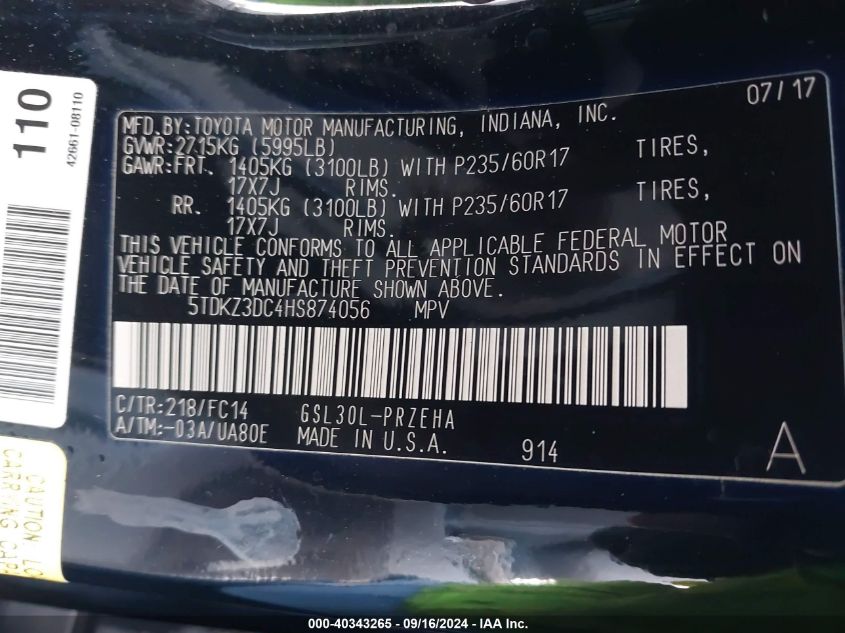 110
42661-08110
07/17
MFD.BY:TOYOTA MOTOR MANUFACTURING, INDIANA, INC.
GVWR:2715KG (5995LB)
GAWR:FRT. 1405KG (3100LB) WITH P235/60R17 TIRES,
17X7J RIMS.
RR. 1405KG (3100LB) WITH P235/60R17 TIRES,
17X7J RIMS.
THIS VEHICLE CONFORMS TO ALL APPLICABLE FEDERAL MOTOR
VEHICLE SAFETY AND THEFT PREVENTION STANDARDS IN EFFECT ON
THE DATE OF MANUFACTURE SHOWN ABOVE.
5TDKZ3DC4HS874056 MPV
C/TR:218/FC14 GSL30L-PRZEHA
A/TM:-03A/UA80E MADE IN U.S.A. 914 A
CAUTION
CARRYING
000-40343265 - 09/16/2024 - IAA Inc.